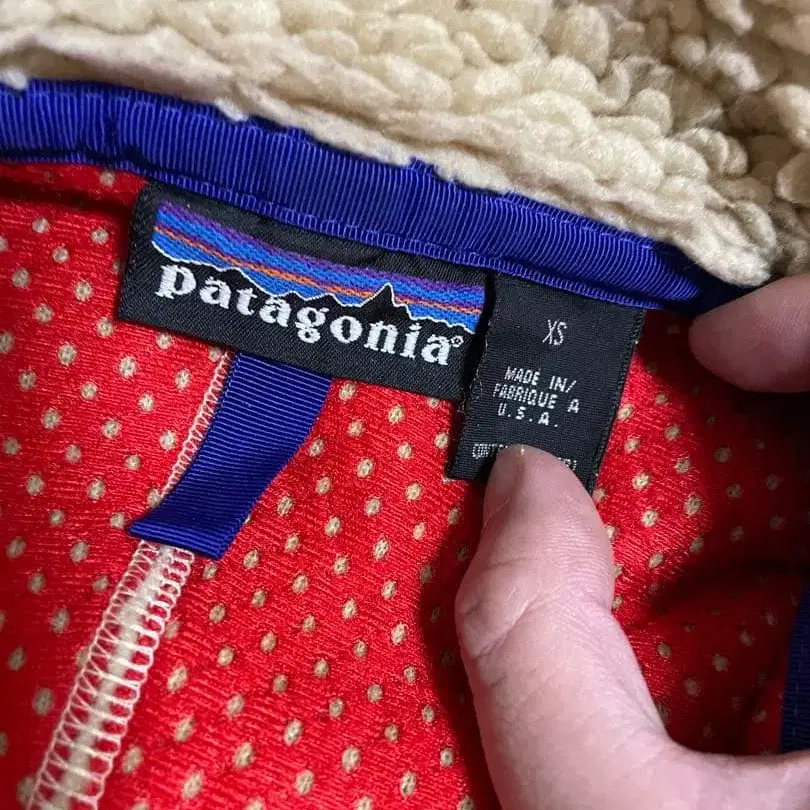 patagonia®
XS
MADE IN/
FABRIQUE A
U.S.A.